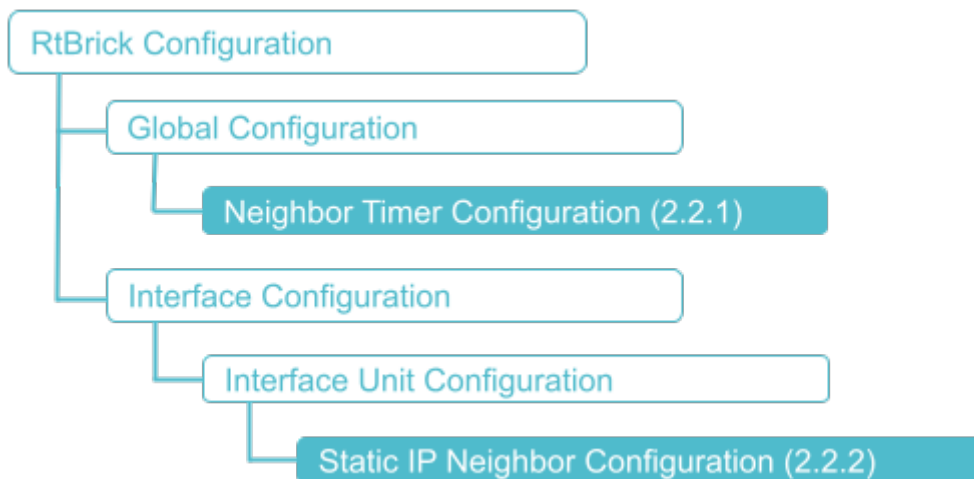 RtBrick Configuration
Global Configuration
Neighbor Timer Configuration (2.2.1)
Interface Configuration
Interface Unit Configuration
Static IP Neighbor Configuration (2.2.2)